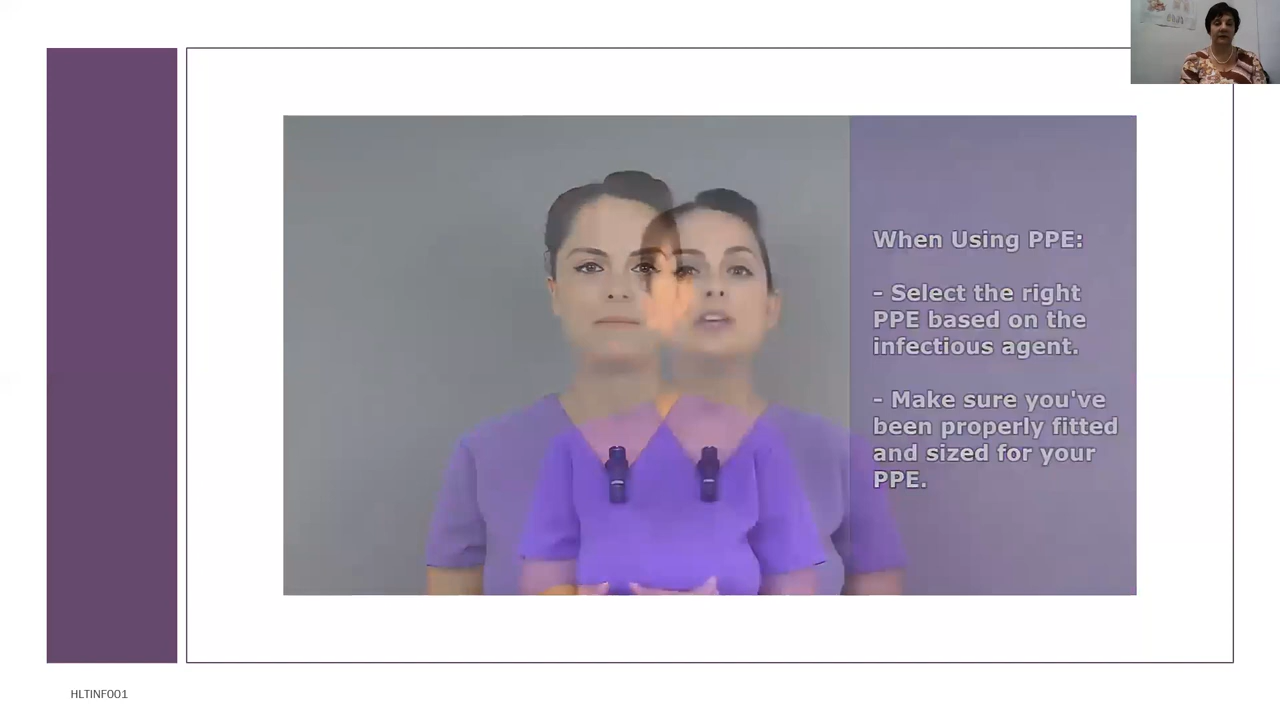 When Using PPE:
- Select the right
PPE based on the
infectious agent.
- Make sure you've
been properly fitted
and sized for your
PPE.
HLTINF001